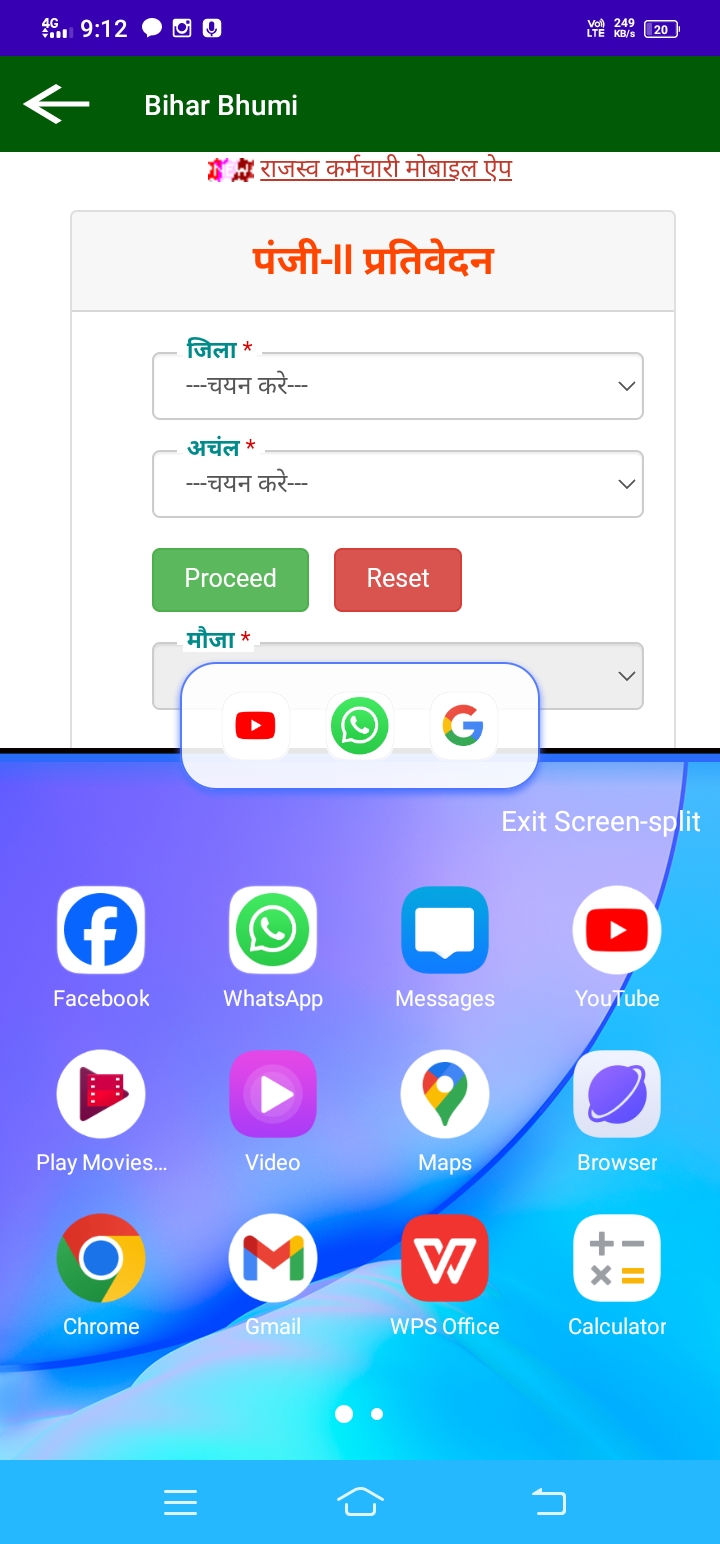 4G 9:12 VoD LTE 249 KB/s 20
Bihar Bhumi
राजस्व कर्मचारी मोबाइल ऐप
पंजी-II प्रतिवेदन
जिला *
---चयन करे---
अचंल *
---चयन करे---
Proceed Reset
मौजा *
Exit Screen-split
Facebook WhatsApp Messages YouTube
Play Movies... Video Maps Browser
Chrome Gmail WPS Office Calculator